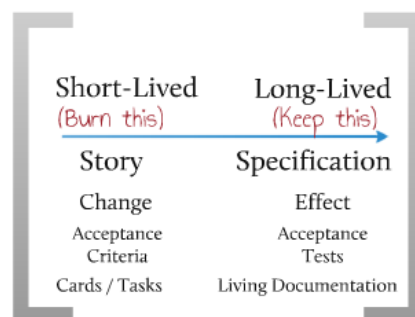 Short-Lived Long-Lived
(Burn this) (Keep this)
Story Specification
Change Effect
Acceptance Acceptance
Criteria Tests
Cards / Tasks Living Documentation